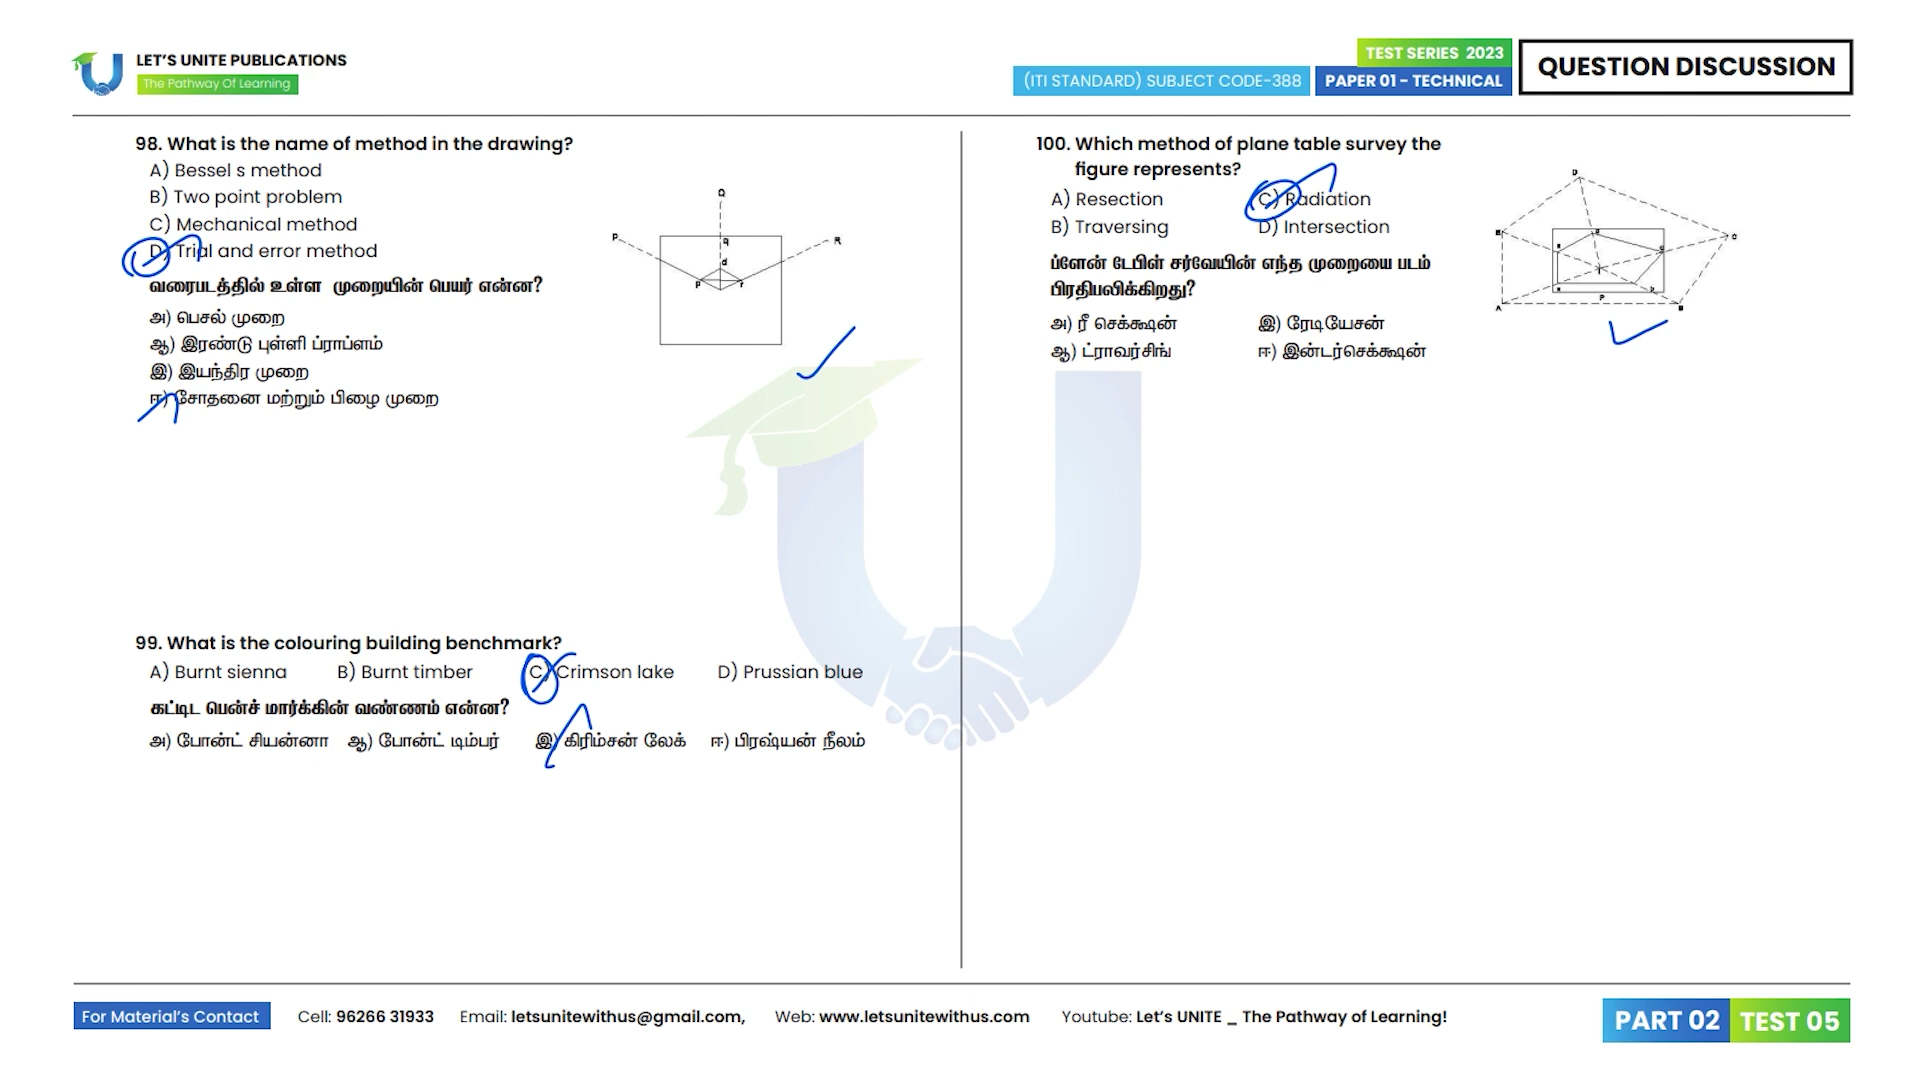 LET'S UNITE PUBLICATIONS
The Pathway Of Learning
TEST SERIES 2023
(ITI STANDARD) SUBJECT CODE-388
PAPER 01 - TECHNICAL
QUESTION DISCUSSION
98. What is the name of method in the drawing?
A) Bessel s method
B) Two point problem
C) Mechanical method
D) Trial and error method
வரைபடத்தில் உள்ள முறையின் பெயர் என்ன?
அ) பெசல் முறை
ஆ) இரண்டு புள்ளி ப்ராப்ளம்
இ) இயந்திர முறை
ஈ) சோதனை மற்றும் பிழை முறை
Q
P
R
q
d
p
r
99. What is the colouring building benchmark?
A) Burnt sienna B) Burnt timber C) Crimson lake D) Prussian blue
கட்டிட பென்ச் மார்க்கின் வண்ணம் என்ன?
அ) போன்ட் சியன்னா ஆ) போன்ட் டிம்பர் இ) கிரிம்சன் லேக் ஈ) பிரஷ்யன் நீலம்
100. Which method of plane table survey the
figure represents?
A) Resection C) Radiation
B) Traversing D) Intersection
ப்ளேன் டேபிள் சர்வேயின் எந்த முறையை படம்
பிரதிபலிக்கிறது?
அ) ரீ செக்க்ஷன் இ) ரேடியேசன்
ஆ) ட்ராவர்சிங் ஈ) இன்டர்செக்க்ஷன்
D
E
C
A
P
B
For Material's Contact
Cell: 96266 31933 Email: letsunitewithus@gmail.com, Web: www.letsunitewithus.com Youtube: Let's UNITE _ The Pathway of Learning!
PART 02 TEST 05